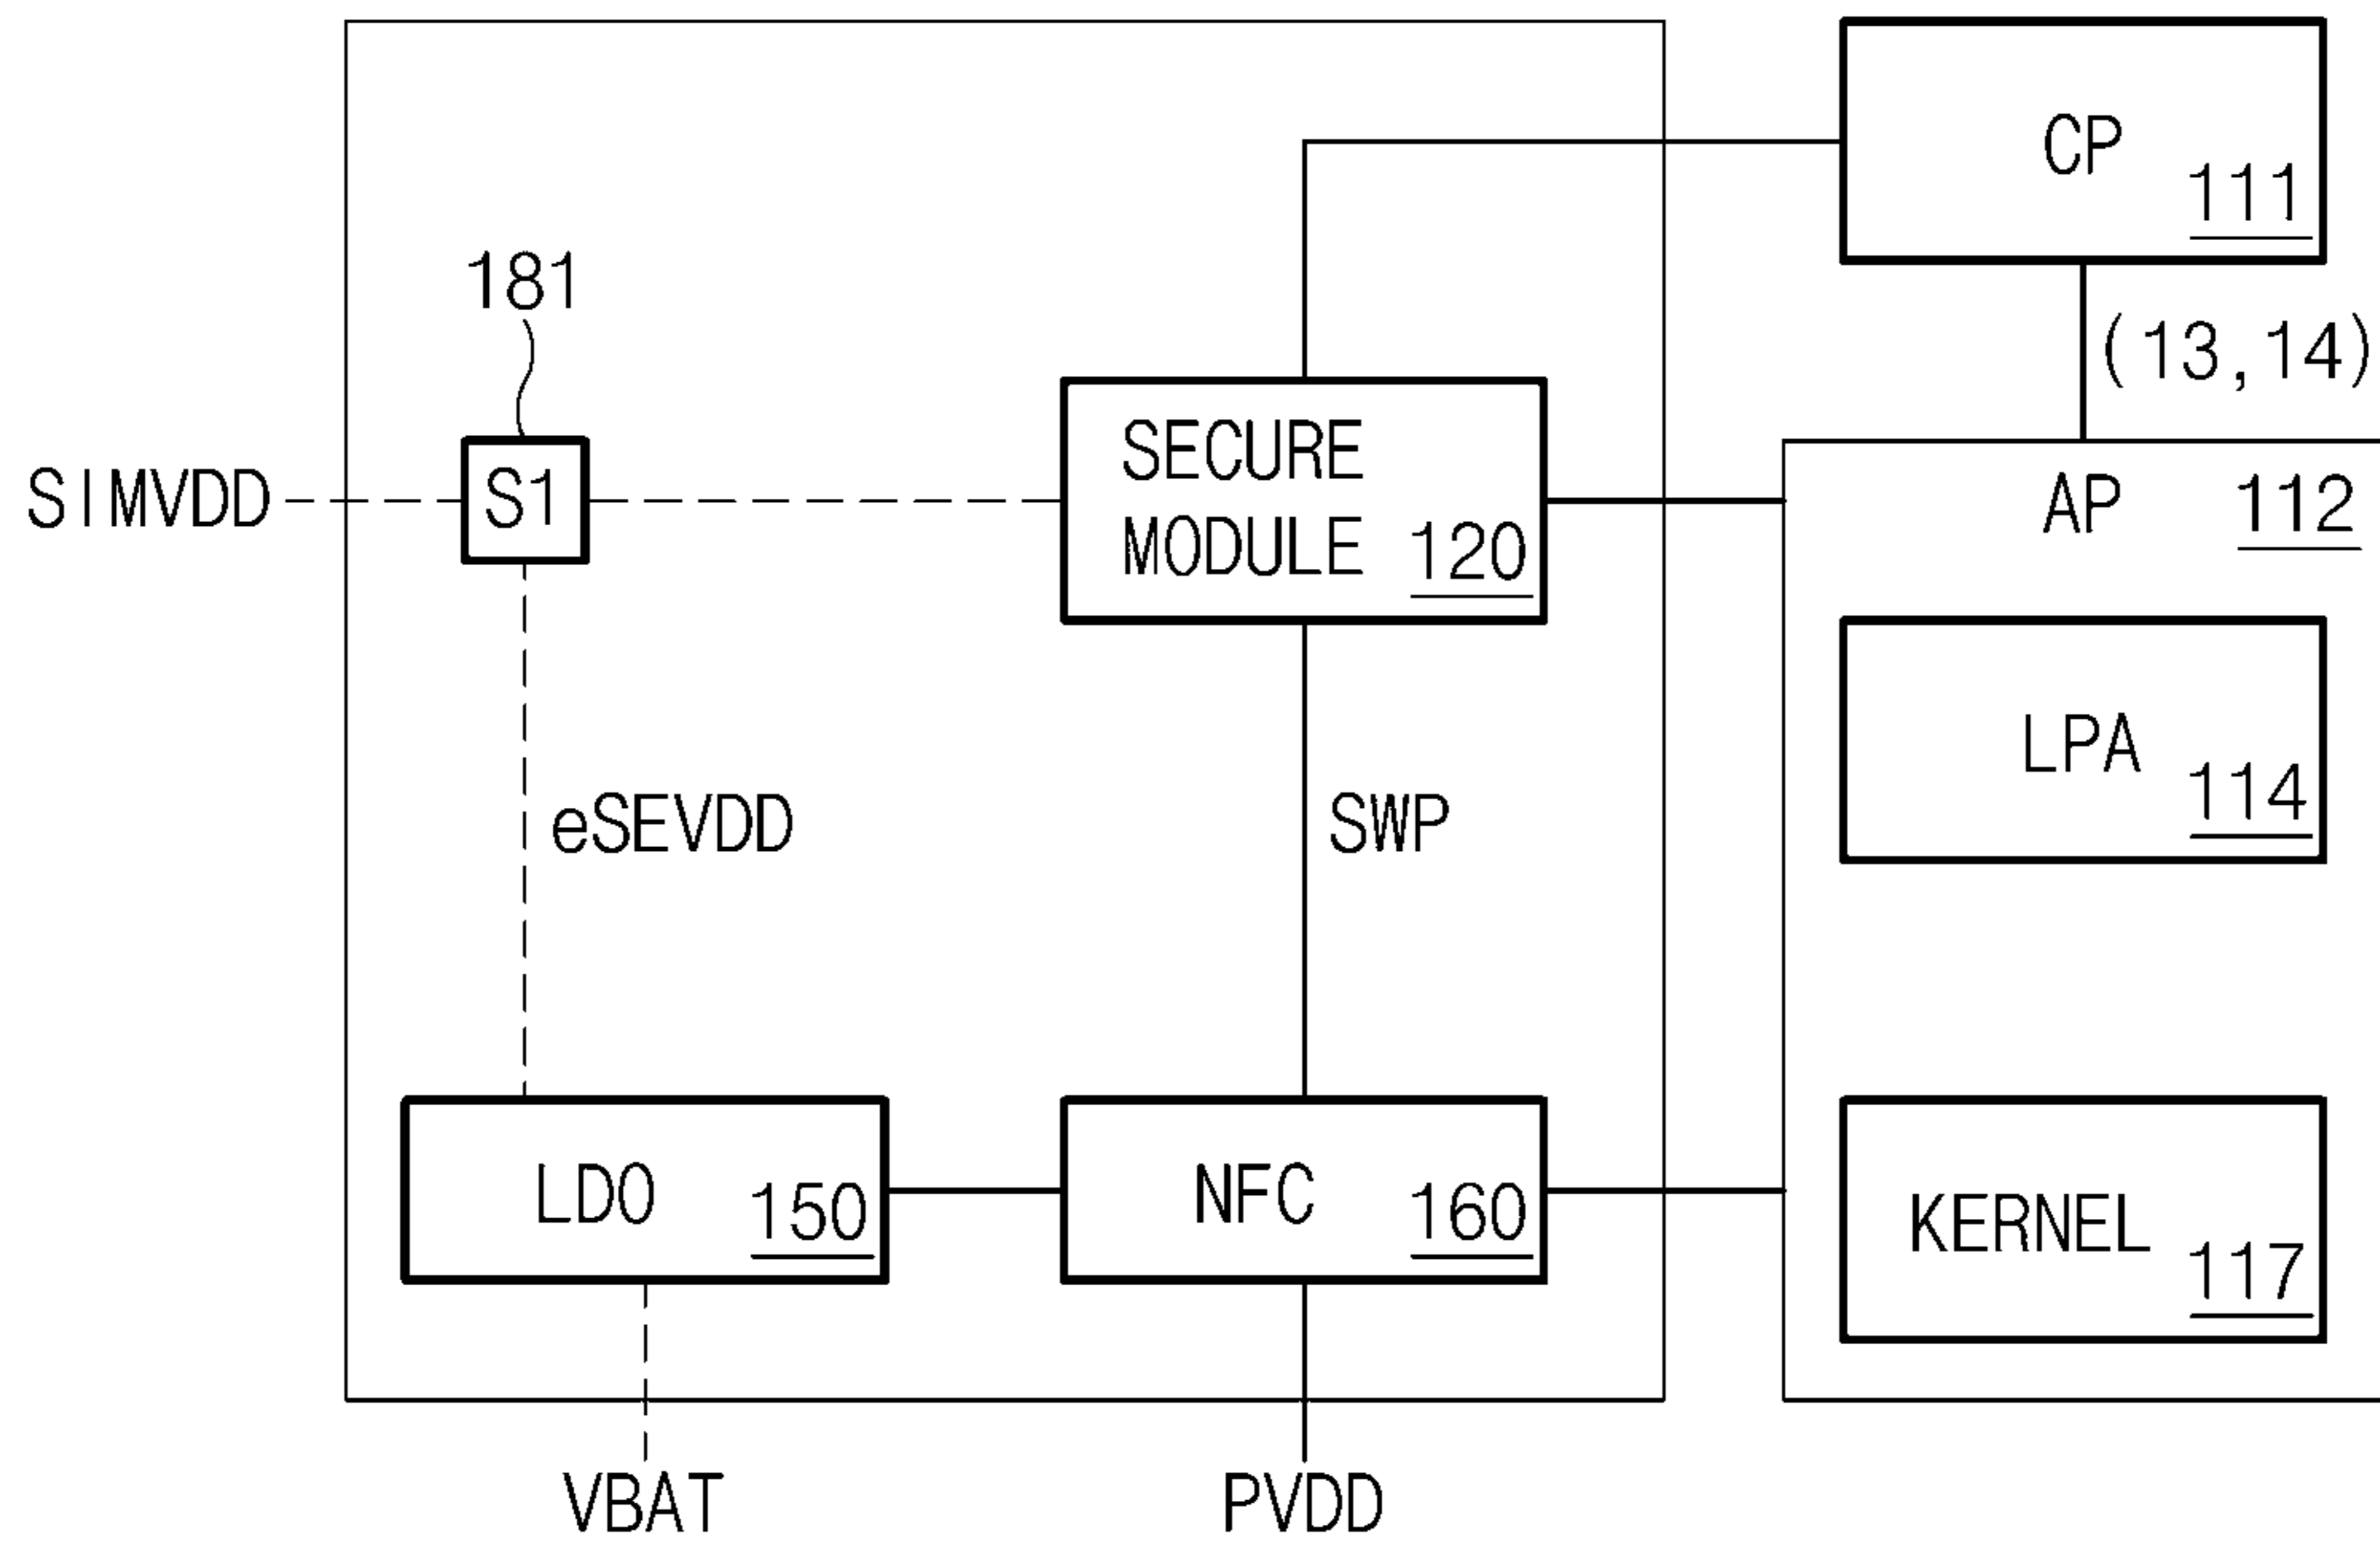 CP
111
181
(13,14)
SIMVDD
S1
SECURE
MODULE 120
AP 112
LPA
114
eSEVDD
SWP
LDO 150
NFC 160
KERNEL
117
VBAT
PVDD